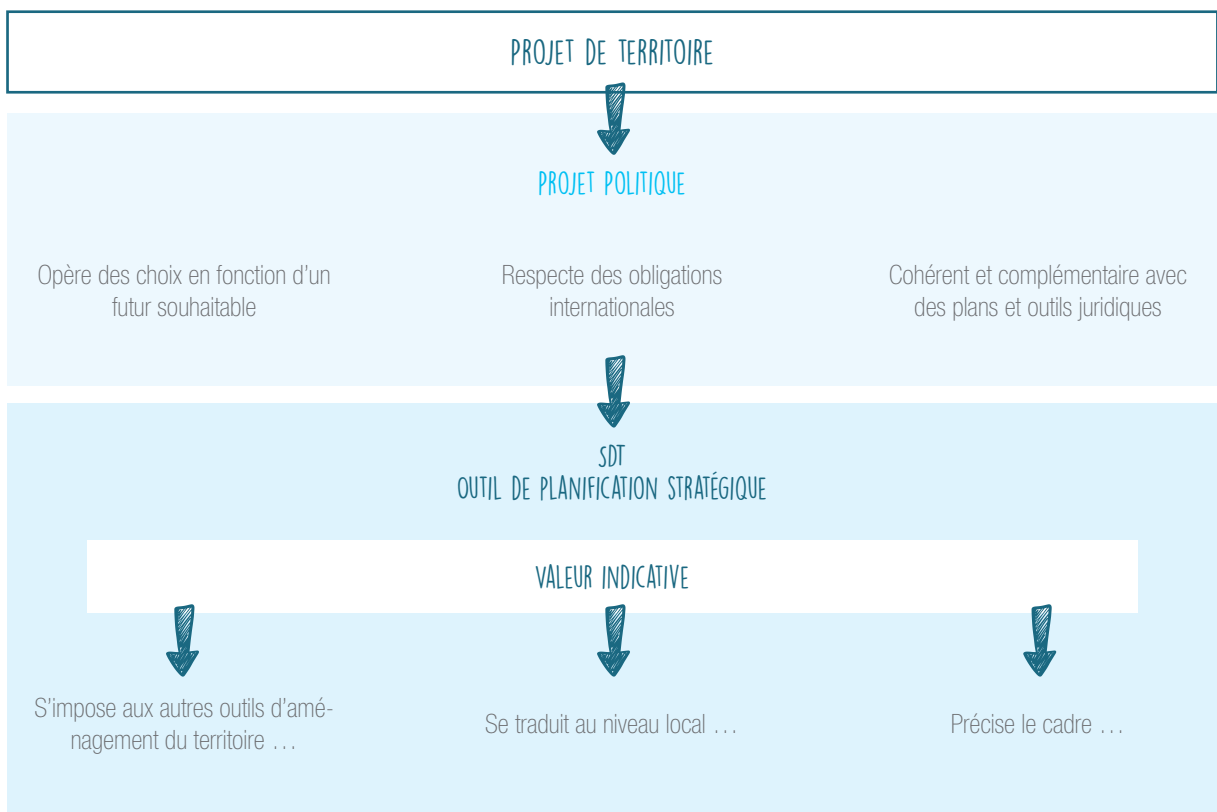 PROJET DE TERRITOIRE
PROJET POLITIQUE
Opère des choix en fonction d'un
futur souhaitable
Respecte des obligations
internationales
Cohérent et complémentaire avec
des plans et outils juridiques
SDT
OUTIL DE PLANIFICATION STRATÉGIQUE
VALEUR INDICATIVE
S'impose aux autres outils d'amé-
nagement du territoire …
Se traduit au niveau local …
Précise le cadre …